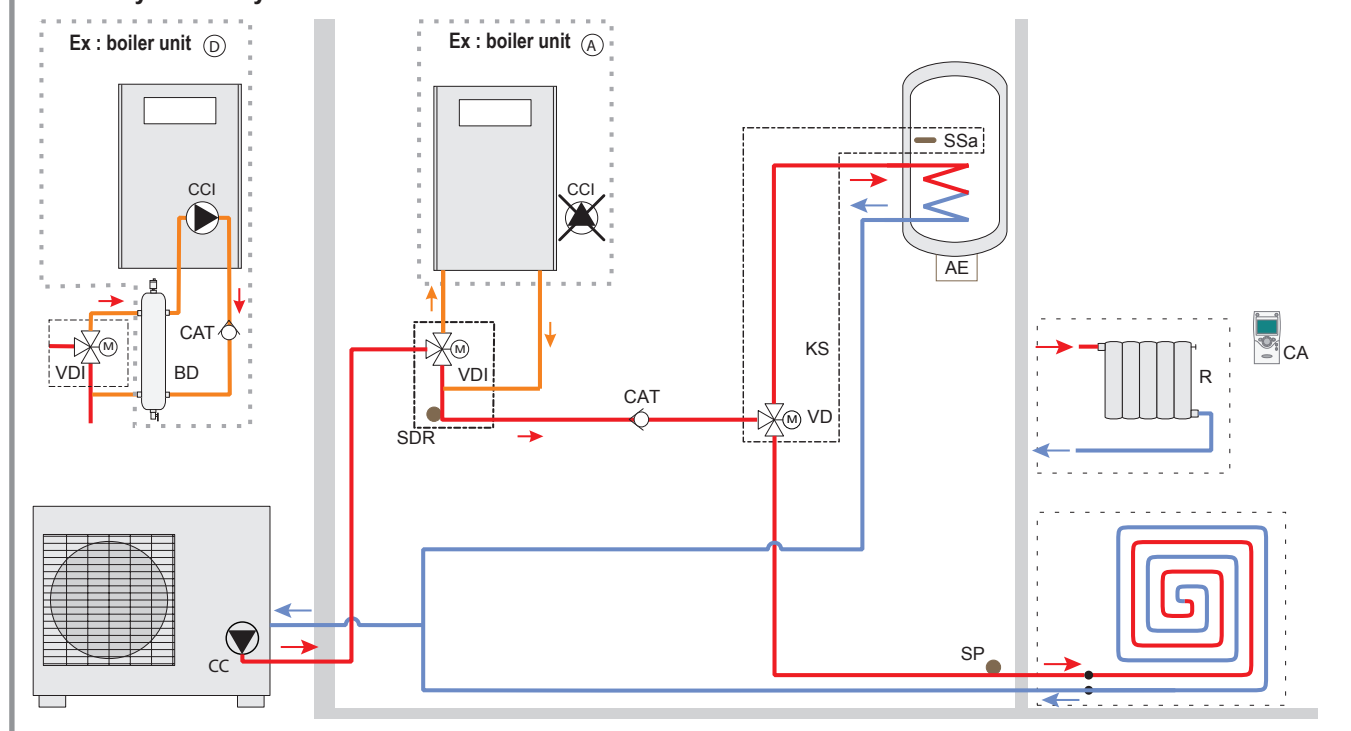 Ex : boiler unit D
Ex : boiler unit A
CCI
CCI
SSa
AE
M
VDI
CAT
BD
M
VDI
SDR
CAT
KS
M
VD
R
CA
CC
SP